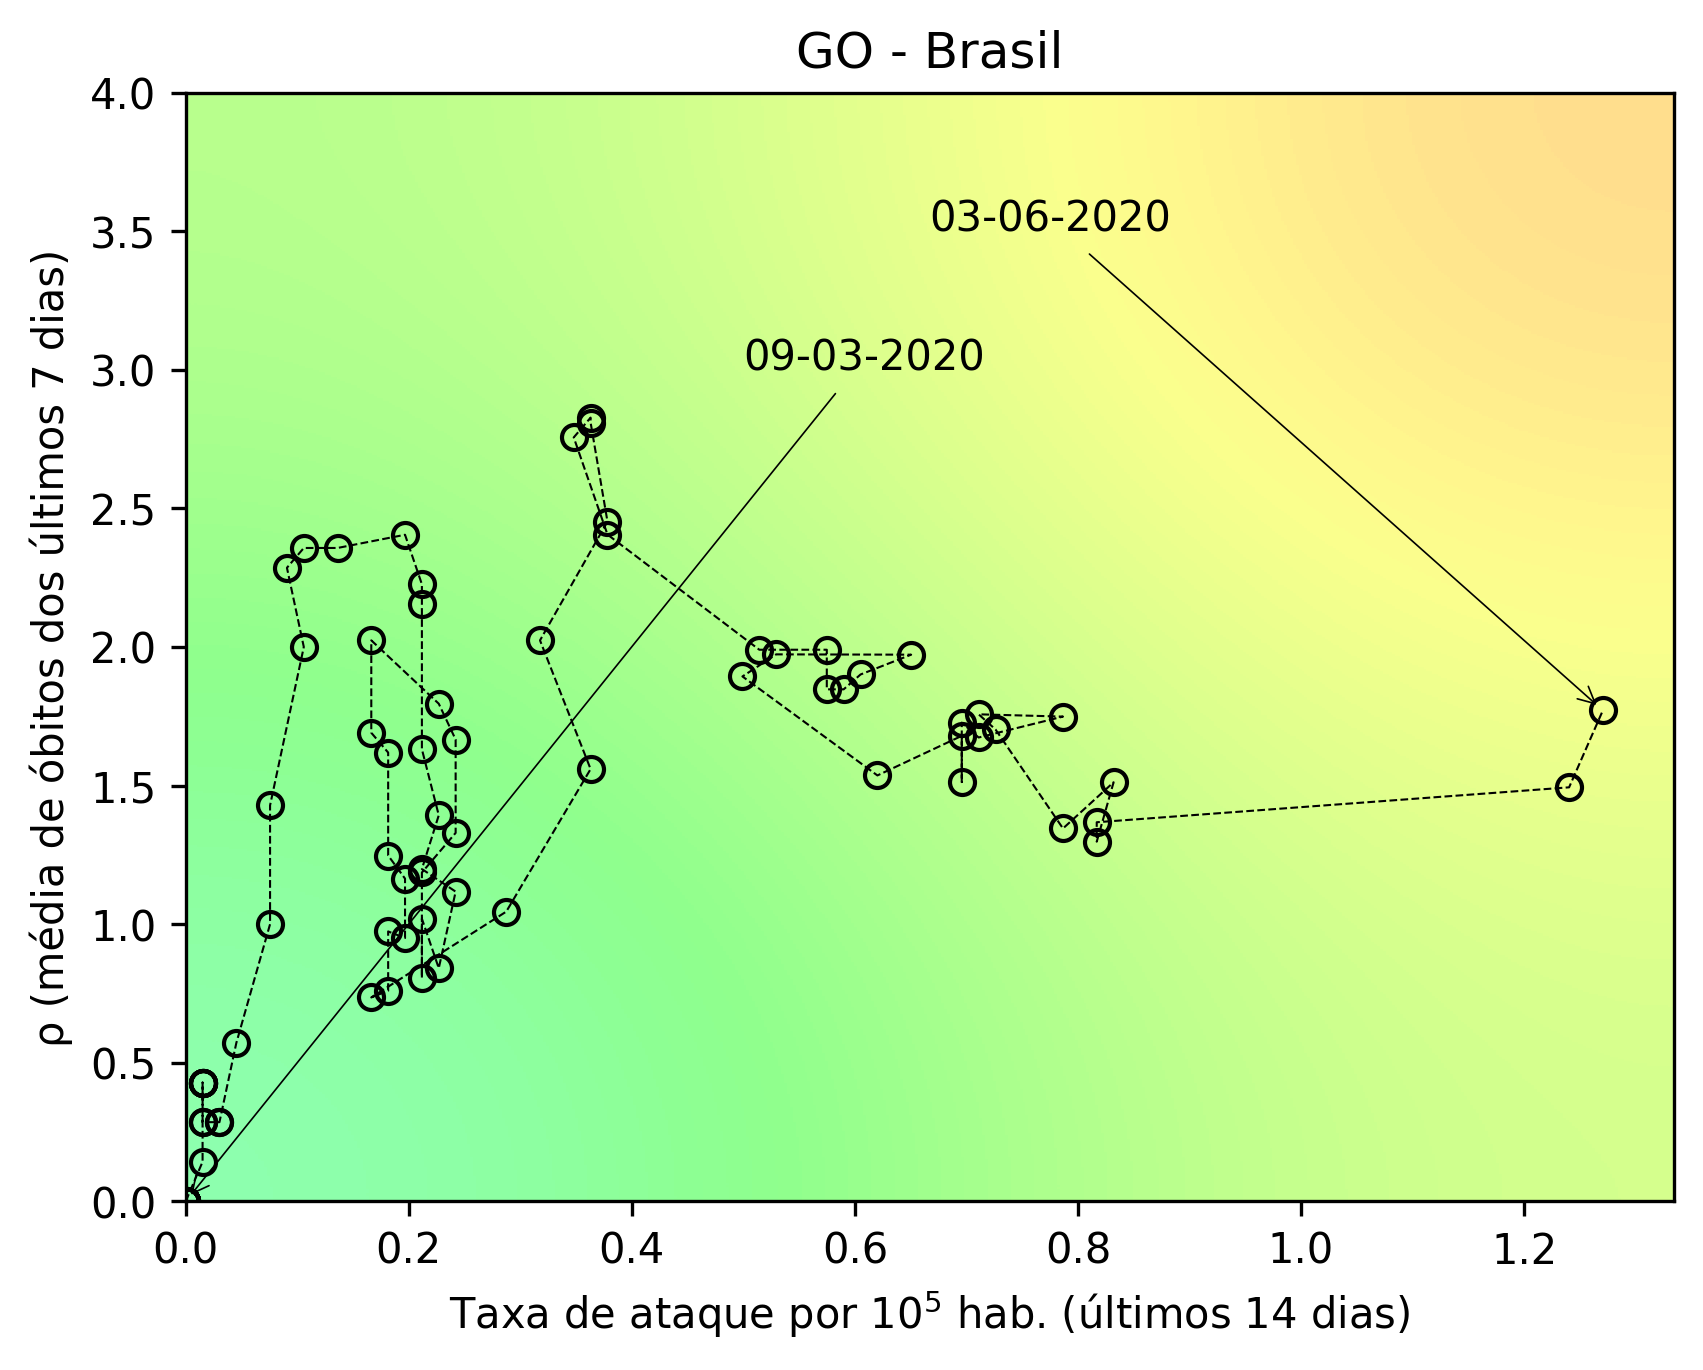 GO - Brasil
4.0
3.5
3.0
2.5
2.0
1.5
1.0
0.5
0.0
ρ (média de óbitos dos últimos 7 dias)
03-06-2020
09-03-2020
0.0 0.2 0.4 0.6 0.8 1.0 1.2
Taxa de ataque por 10⁵ hab. (últimos 14 dias)